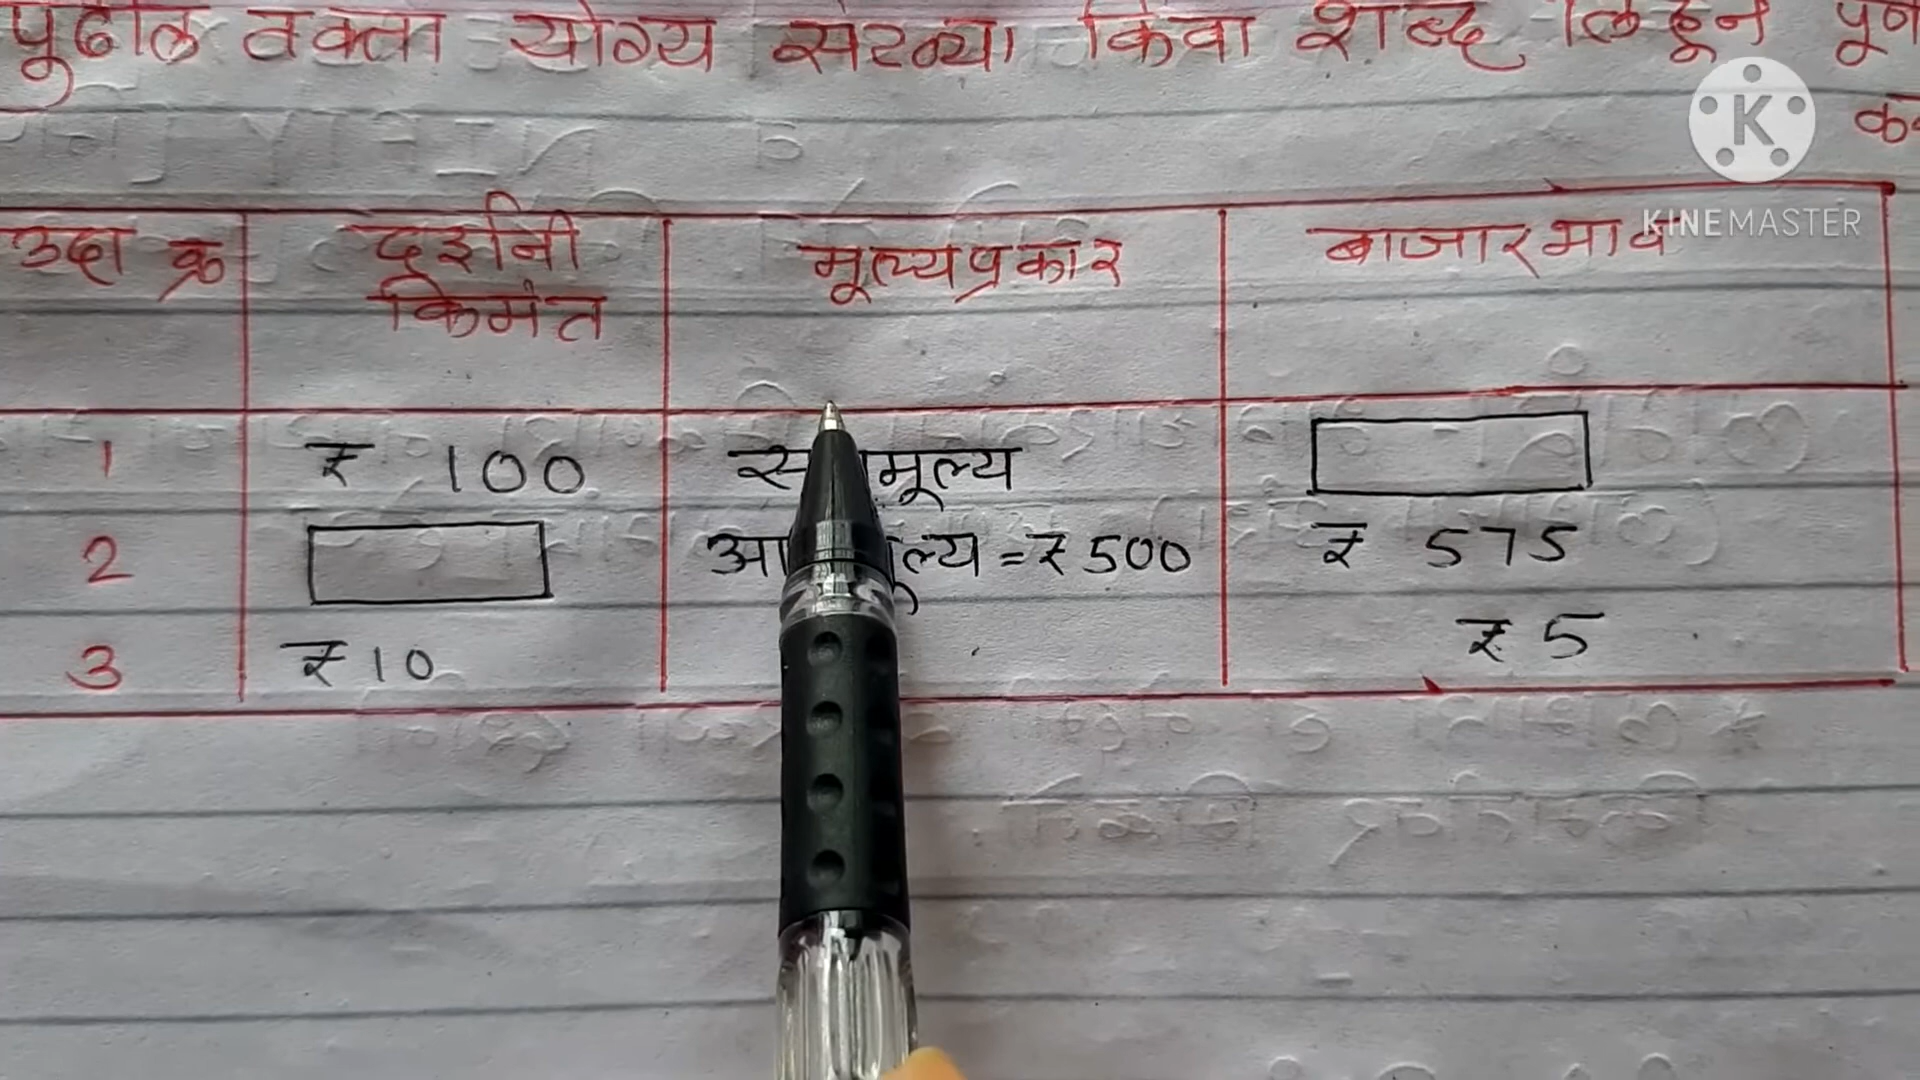 पुढील तक्ता योग्य संख्या किंवा शब्द लिहून
K
KINEMASTER
उदा क्र दर्शनी किमंत मूल्यप्रकार बाजारभाव
1 ₹ 100
2 = ₹ 500 ₹ 575
3 ₹ 10 ₹ 5